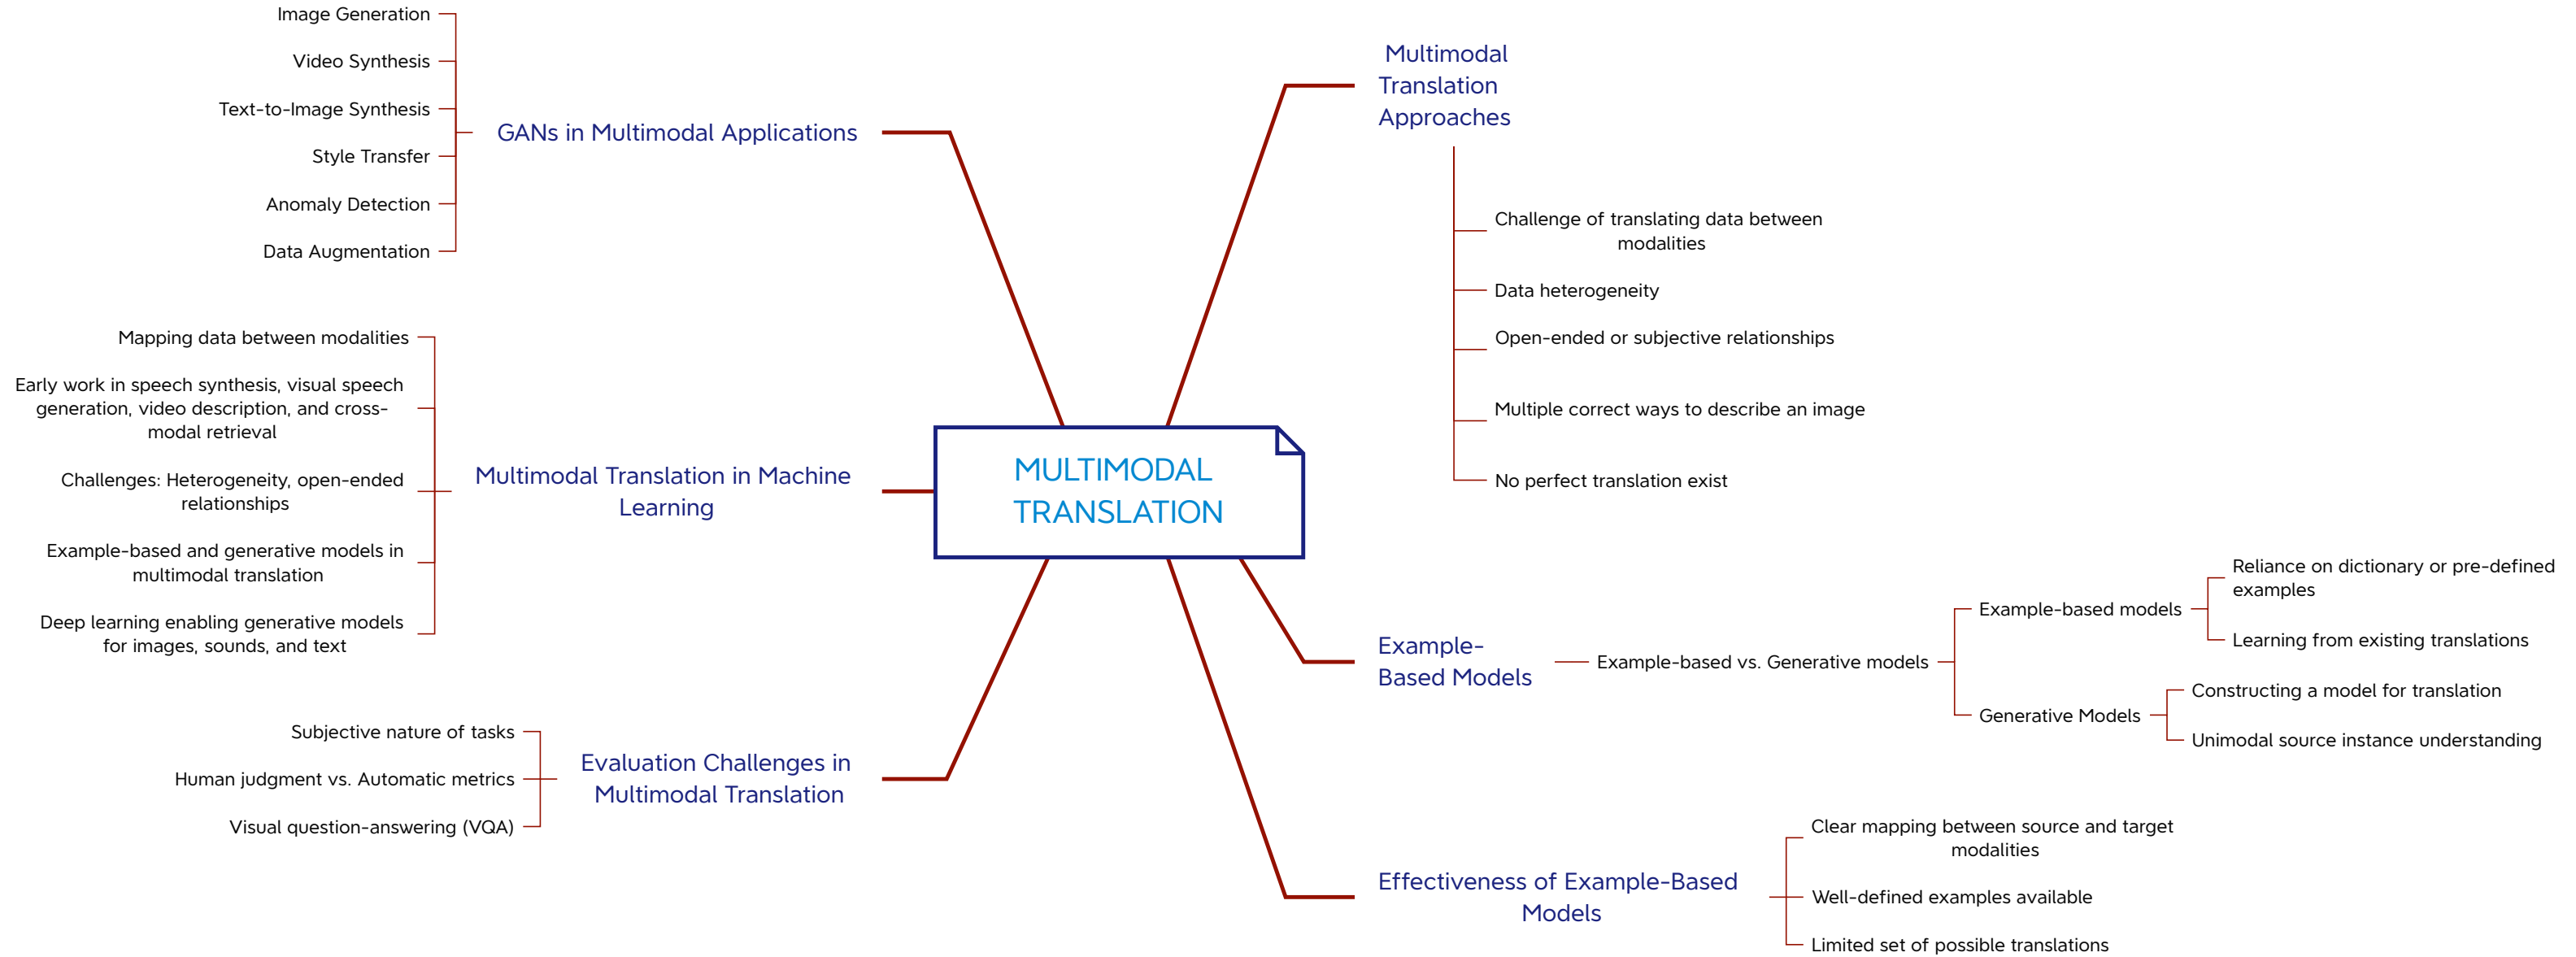 MULTIMODAL
TRANSLATION
Multimodal
Translation
Approaches
Challenge of translating data between
modalities
Data heterogeneity
Open-ended or subjective relationships
Multiple correct ways to describe an image
No perfect translation exist
Example-
Based Models
Example-based vs. Generative models
Example-based models
Reliance on dictionary or pre-defined
examples
Learning from existing translations
Generative Models
Constructing a model for translation
Unimodal source instance understanding
Effectiveness of Example-Based
Models
Clear mapping between source and target
modalities
Well-defined examples available
Limited set of possible translations
GANs in Multimodal Applications
Image Generation
Video Synthesis
Text-to-Image Synthesis
Style Transfer
Anomaly Detection
Data Augmentation
Multimodal Translation in Machine
Learning
Mapping data between modalities
Early work in speech synthesis, visual speech
generation, video description, and cross-
modal retrieval
Challenges: Heterogeneity, open-ended
relationships
Example-based and generative models in
multimodal translation
Deep learning enabling generative models
for images, sounds, and text
Evaluation Challenges in
Multimodal Translation
Subjective nature of tasks
Human judgment vs. Automatic metrics
Visual question-answering (VQA)